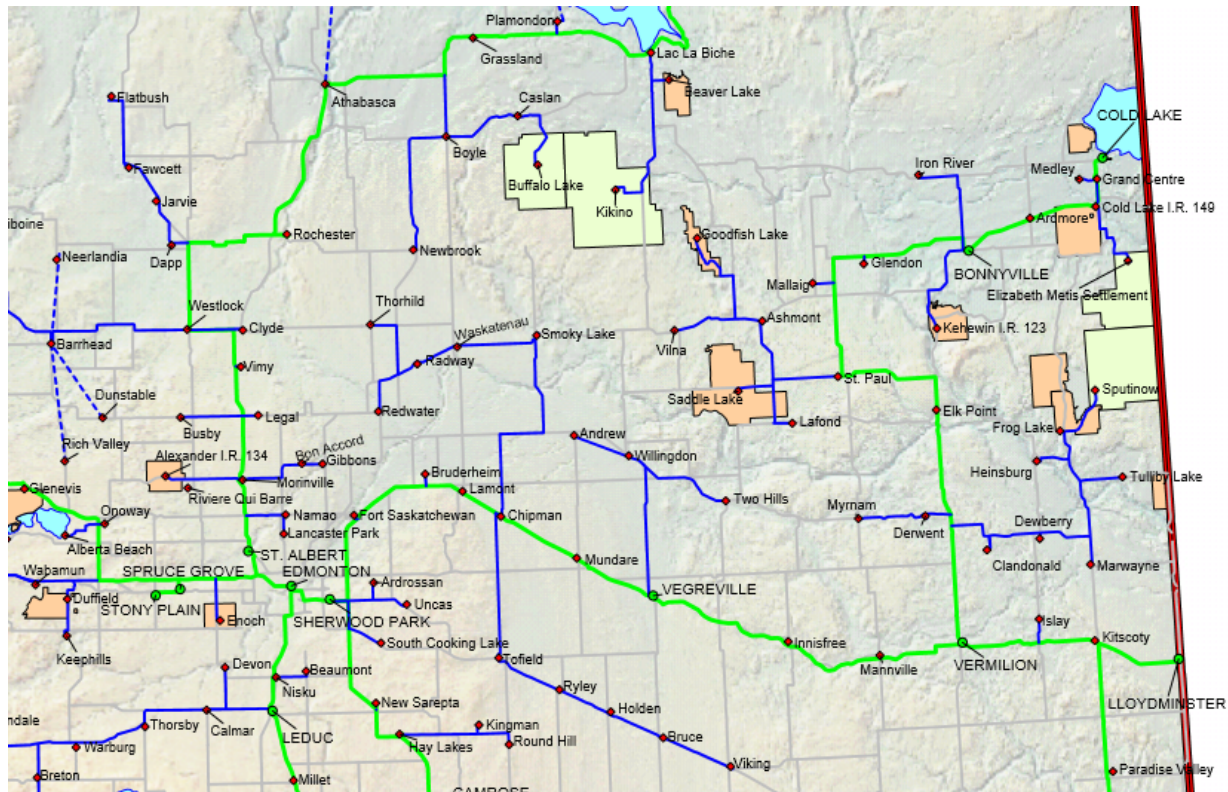 Plamondon
Grassland
Lac La Biche
Athabasca
Beaver Lake
Flatbush
Caslan
COLD LAKE
Boyle
Fawcett
Buffalo Lake
Iron River
Medley
Grand Centre
Kikino
Jarvie
Cold Lake I.R. 149
Ardmore
iboine
Rochester
Goodfish Lake
Dapp
Newbrook
Neerlandia
Glendon
BONNYVILLE
Mallaig
Elizabeth Metis Settlement
Westlock
Thorhild
Clyde
Waskatenau
Smoky Lake
Ashmont
Kehewin I.R. 123
Barrhead
Vilna
Radway
Vimy
St. Paul
Dunstable
Saddle Lake
Sputinow
Redwater
Legal
Busby
Elk Point
Lafond
Frog Lake
Rich Valley
Bon Accord
Andrew
Alexander I.R. 134
Gibbons
Willingdon
Heinsburg
Bruderheim
Tulliby Lake
Glenevis
Morinville
Lamont
Riviere Qui Barre
Two Hills
Onoway
Namao
Fort Saskatchewan
Chipman
Myrnam
Derwent
Dewberry
Lancaster Park
Alberta Beach
ST. ALBERT
Mundare
Clandonald
Marwayne
Wabamun
SPRUCE GROVE
EDMONTON
Ardrossan
Duffield
STONY PLAIN
VEGREVILLE
Uncas
Enoch
SHERWOOD PARK
Islay
Keephills
South Cooking Lake
Innisfree
Kitscoty
VERMILION
Tofield
Mannville
Devon
Beaumont
Nisku
Ryley
LLOYDMINSTER
New Sarepta
Calmar
Holden
ndale
Thorsby
LEDUC
Kingman
Hay Lakes
Round Hill
Bruce
Warburg
Viking
Paradise Valley
Breton
Millet
CAMROSE